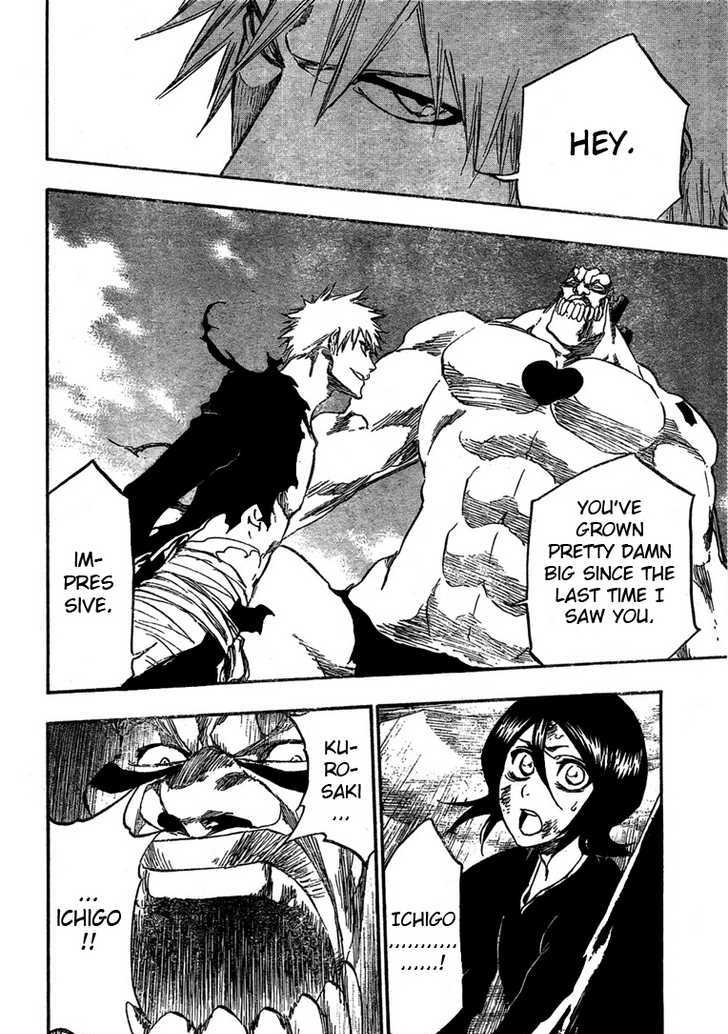 HEY.
YOU'VE
GROWN
PRETTY DAMN
BIG SINCE THE
LAST TIME I
SAW YOU.
IM-
PRES
SIVE.
ICHIGO
............
......!
KU-
RO-
SAKI
...
...
ICHIGO
!!